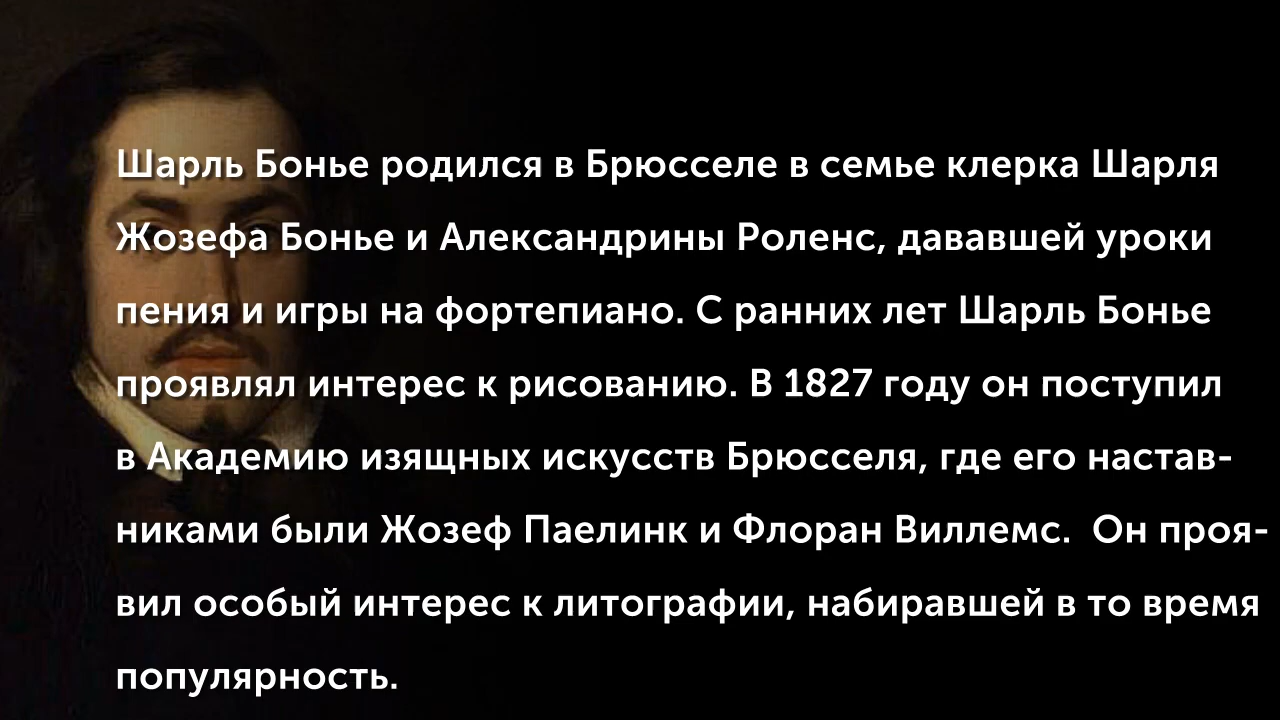 Шарль Бонье родился в Брюсселе в семье клерка Шарля
Жозефа Бонье и Александрины Роленс, дававшей уроки
пения и игры на фортепиано. С ранних лет Шарль Бонье
проявлял интерес к рисованию. В 1827 году он поступил
в Академию изящных искусств Брюсселя, где его настав-
никами были Жозеф Паелинк и Флоран Виллемс.  Он проя-
вил особый интерес к литографии, набиравшей в то время
популярность.